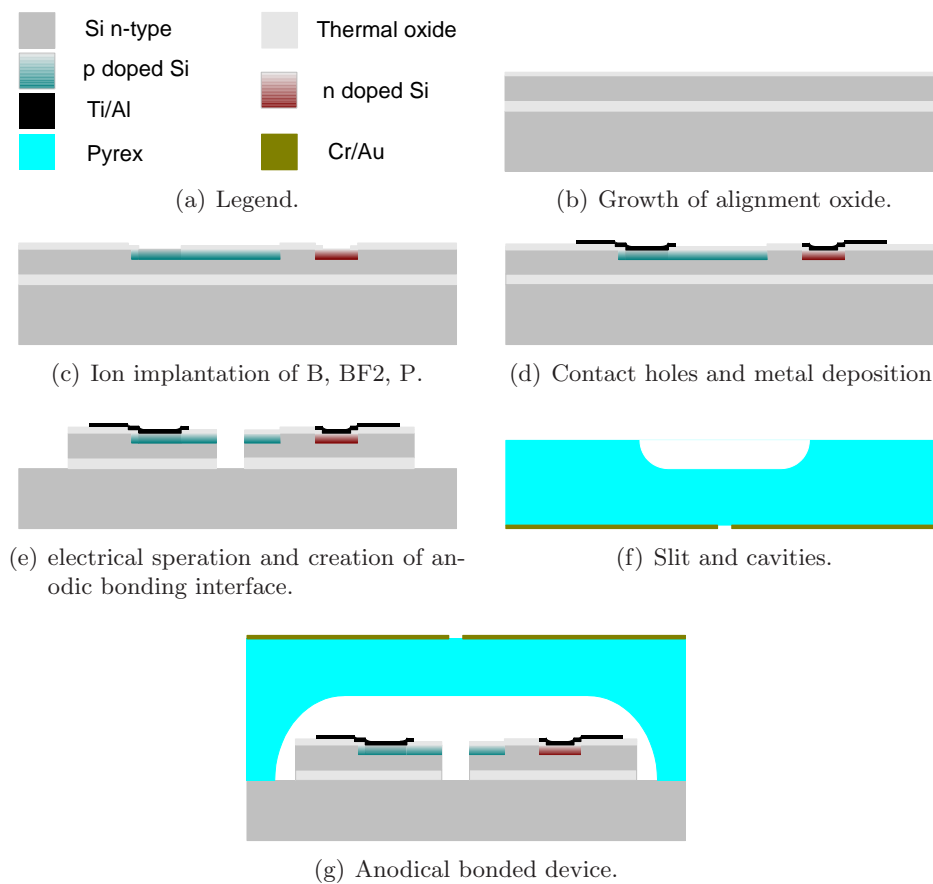 Si n-type
Thermal oxide
p doped Si
n doped Si
Ti/Al
Pyrex
Cr/Au
(a) Legend.
(b) Growth of alignment oxide.
(c) Ion implantation of B, BF2, P.
(d) Contact holes and metal deposition
(e) electrical speration and creation of an-
odic bonding interface.
(f) Slit and cavities.
(g) Anodical bonded device.